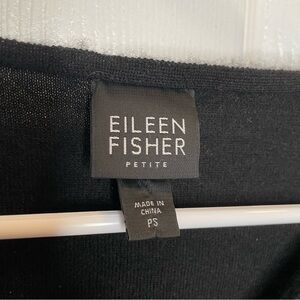 EILEEN
FISHER
PETITE
MADE IN
CHINA
PS